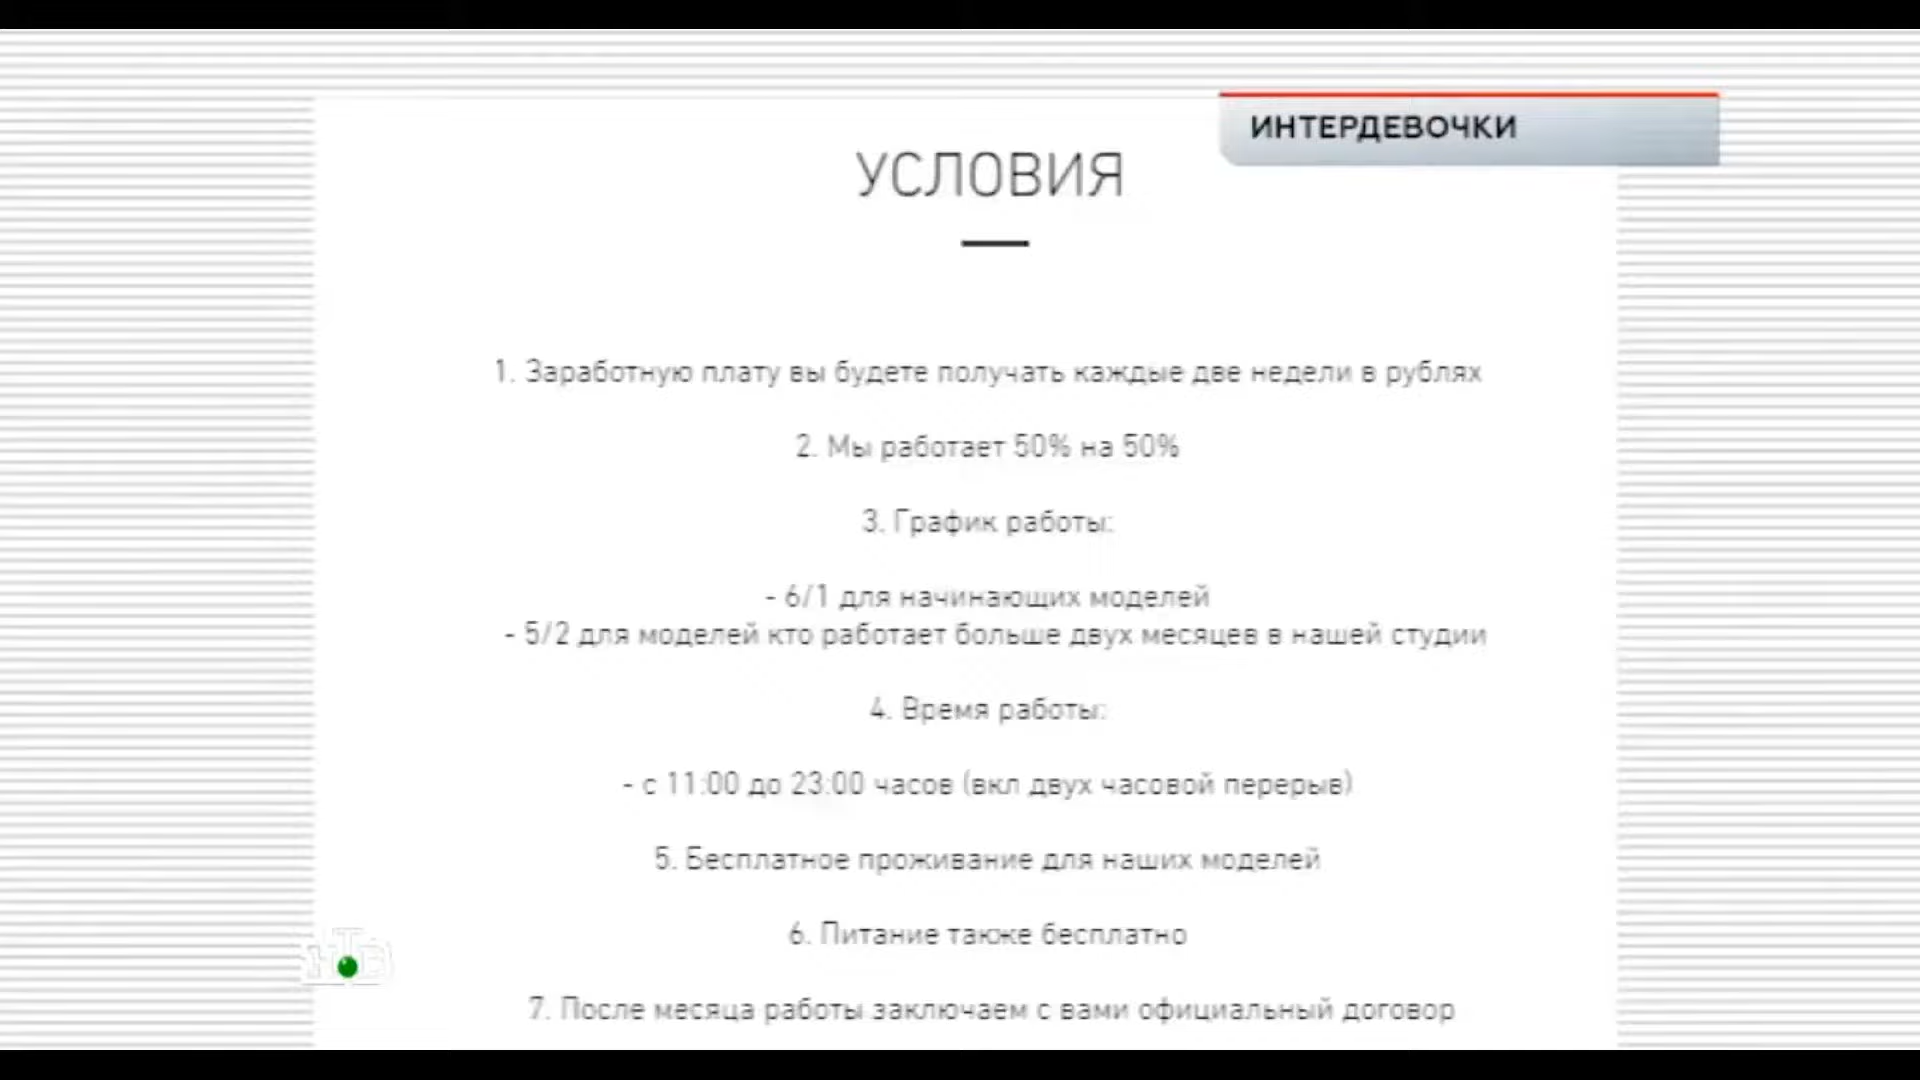 ИНТЕРДЕВОЧКИ
УСЛОВИЯ
1. Заработную плату вы будете получать каждые две недели в рублях
2. Мы работает 50% на 50%
3. График работы:
- 6/1 для начинающих моделей
- 5/2 для моделей кто работает больше двух месяцев в нашей студии
4. Время работы:
- с 11:00 до 23:00 часов (вкл двух часовой перерыв)
5. Бесплатное проживание для наших моделей
6. Питание также бесплатно
НТВ
7. После месяца работы заключаем с вами официальный договор